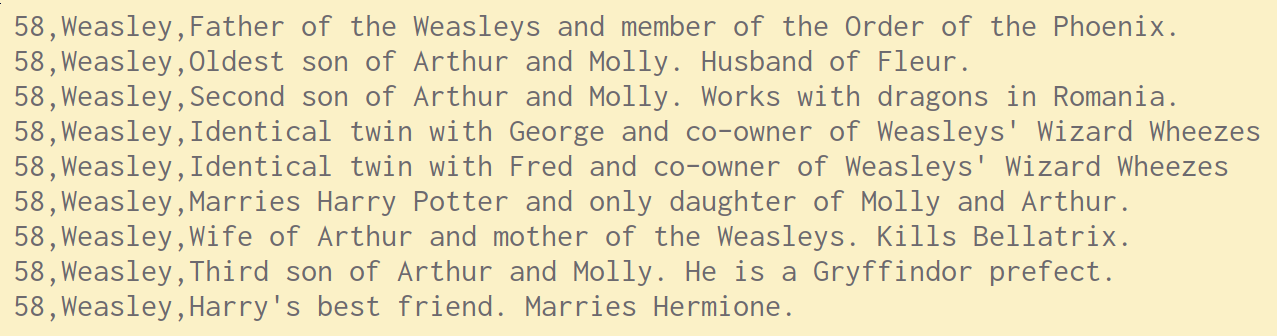 58,Weasley,Father of the Weasleys and member of the Order of the Phoenix.
58,Weasley,Oldest son of Arthur and Molly. Husband of Fleur.
58,Weasley,Second son of Arthur and Molly. Works with dragons in Romania.
58,Weasley,Identical twin with George and co-owner of Weasleys' Wizard Wheezes
58,Weasley,Identical twin with Fred and co-owner of Weasleys' Wizard Wheezes
58,Weasley,Marries Harry Potter and only daughter of Molly and Arthur.
58,Weasley,Wife of Arthur and mother of the Weasleys. Kills Bellatrix.
58,Weasley,Third son of Arthur and Molly. He is a Gryffindor prefect.
58,Weasley,Harry's best friend. Marries Hermione.